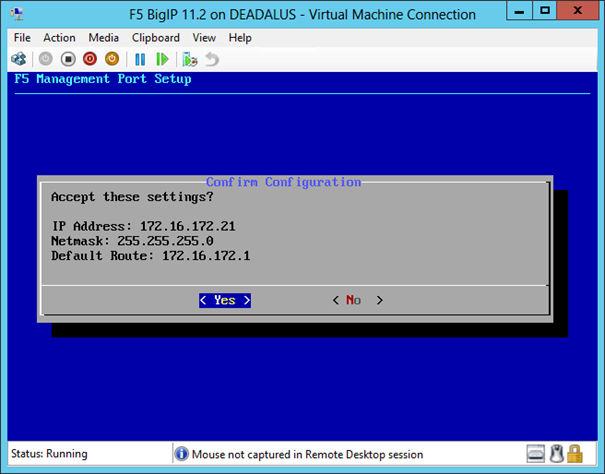 F5 BigIP 11.2 on DEADALUS - Virtual Machine Connection
File Action Media Clipboard View Help
F5 Management Port Setup
Confirm Configuration
Accept these settings?
IP Address: 172.16.172.21
Netmask: 255.255.255.0
Default Route: 172.16.172.1
< Yes > < No >
Status: Running Mouse not captured in Remote Desktop session